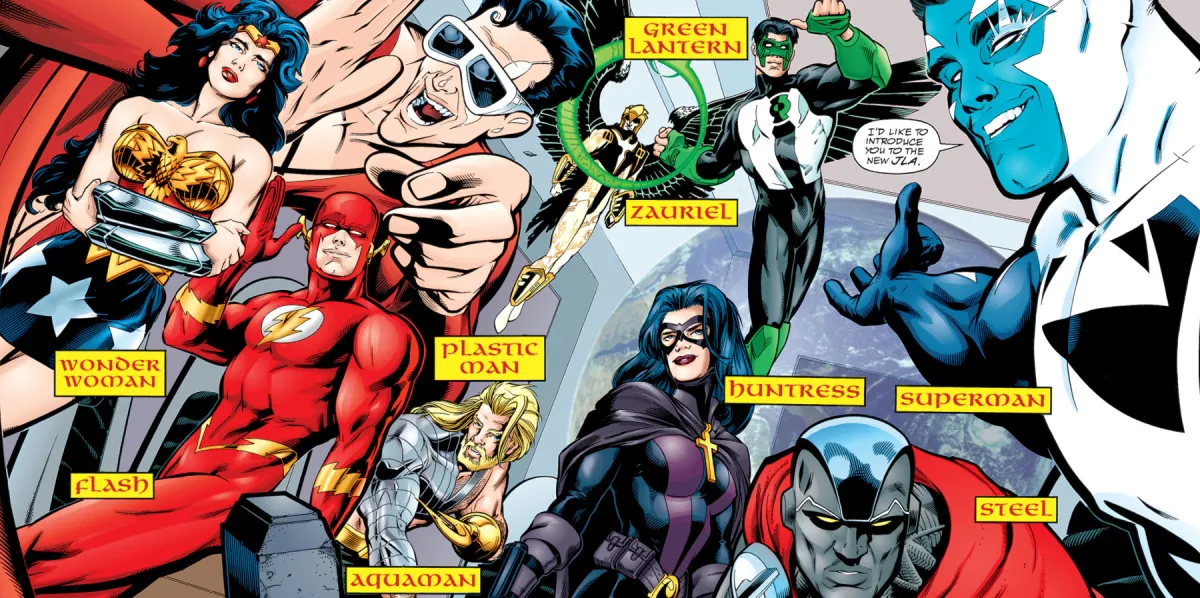 GREEN
LANTERN
I'D LIKE TO
INTRODUCE
YOU TO THE
NEW JLA.
ZAURIEL
WONDER
WOMAN
PLASTIC
MAN
HUNTRESS
SUPERMAN
FLASH
STEEL
AQUAMAN